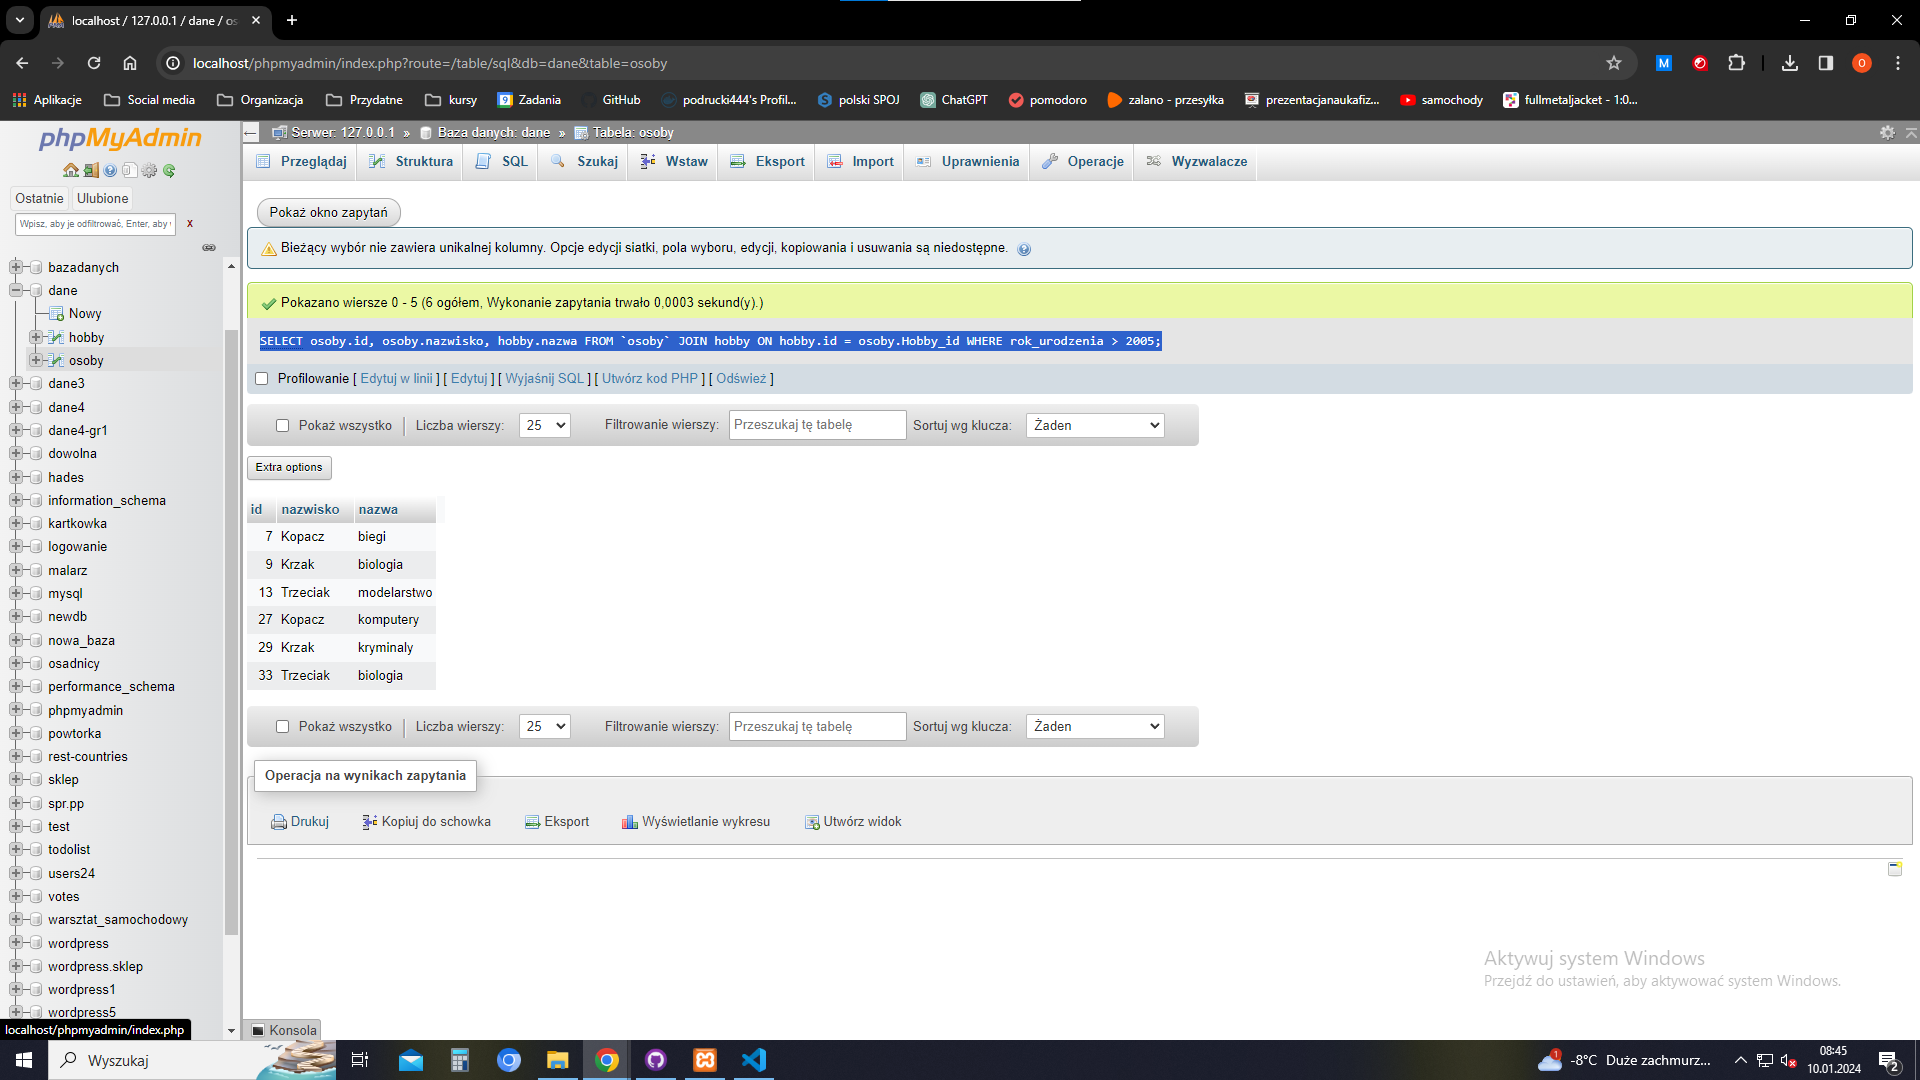 localhost / 127.0.0.1 / dane / os
localhost/phpmyadmin/index.php?route=/table/sql&db=dane&table=osoby
M
O
Aplikacje
Social media
Organizacja
Przydatne
kursy
9
Zadania
GitHub
podrucki444's Profil...
S
polski SPOJ
ChatGPT
pomodoro
zalano - przesyłka
prezentacjanaukafiz...
samochody
fullmetaljacket - 1:0...
phpMyAdmin
Ostatnie
Ulubione
Wpisz, aby je odfiltrować, Enter, aby
X
bazadanych
dane
Nowy
hobby
osoby
dane3
dane4
dane4-gr1
dowolna
hades
information_schema
kartkowka
logowanie
malarz
mysql
newdb
nowa_baza
osadnicy
performance_schema
phpmyadmin
powtorka
rest-countries
sklep
spr.pp
test
todolist
users24
votes
warsztat_samochodowy
wordpress
wordpress.sklep
wordpress1
wordpress5
localhost/phpmyadmin/index.php
Serwer: 127.0.0.1 » Baza danych: dane » Tabela: osoby
Przeglądaj
Struktura
SQL
Szukaj
Wstaw
Eksport
Import
Uprawnienia
Operacje
Wyzwalacze
Pokaż okno zapytań
Bieżący wybór nie zawiera unikalnej kolumny. Opcje edycji siatki, pola wyboru, edycji, kopiowania i usuwania są niedostępne.
Pokazano wiersze 0 - 5 (6 ogółem, Wykonanie zapytania trwało 0,0003 sekund(y).)
SELECT osoby.id, osoby.nazwisko, hobby.nazwa FROM `osoby` JOIN hobby ON hobby.id = osoby.Hobby_id WHERE rok_urodzenia > 2005;
Profilowanie [ Edytuj w linii ] [ Edytuj ] [ Wyjaśnij SQL ] [ Utwórz kod PHP ] [ Odśwież ]
Pokaż wszystko | Liczba wierszy: 25 Filtrowanie wierszy: Przeszukaj tę tabelę Sortuj wg klucza: Żaden
Extra options
id nazwisko nazwa
7 Kopacz biegi
9 Krzak biologia
13 Trzeciak modelarstwo
27 Kopacz komputery
29 Krzak kryminaly
33 Trzeciak biologia
Pokaż wszystko | Liczba wierszy: 25 Filtrowanie wierszy: Przeszukaj tę tabelę Sortuj wg klucza: Żaden
Operacja na wynikach zapytania
Drukuj
Kopiuj do schowka
Eksport
Wyświetlanie wykresu
Utwórz widok
Aktywuj system Windows
Przejdź do ustawień, aby aktywować system Windows.
Konsola
Wyszukaj
1
-8°C Duże zachmurz...
08:45
10.01.2024
2